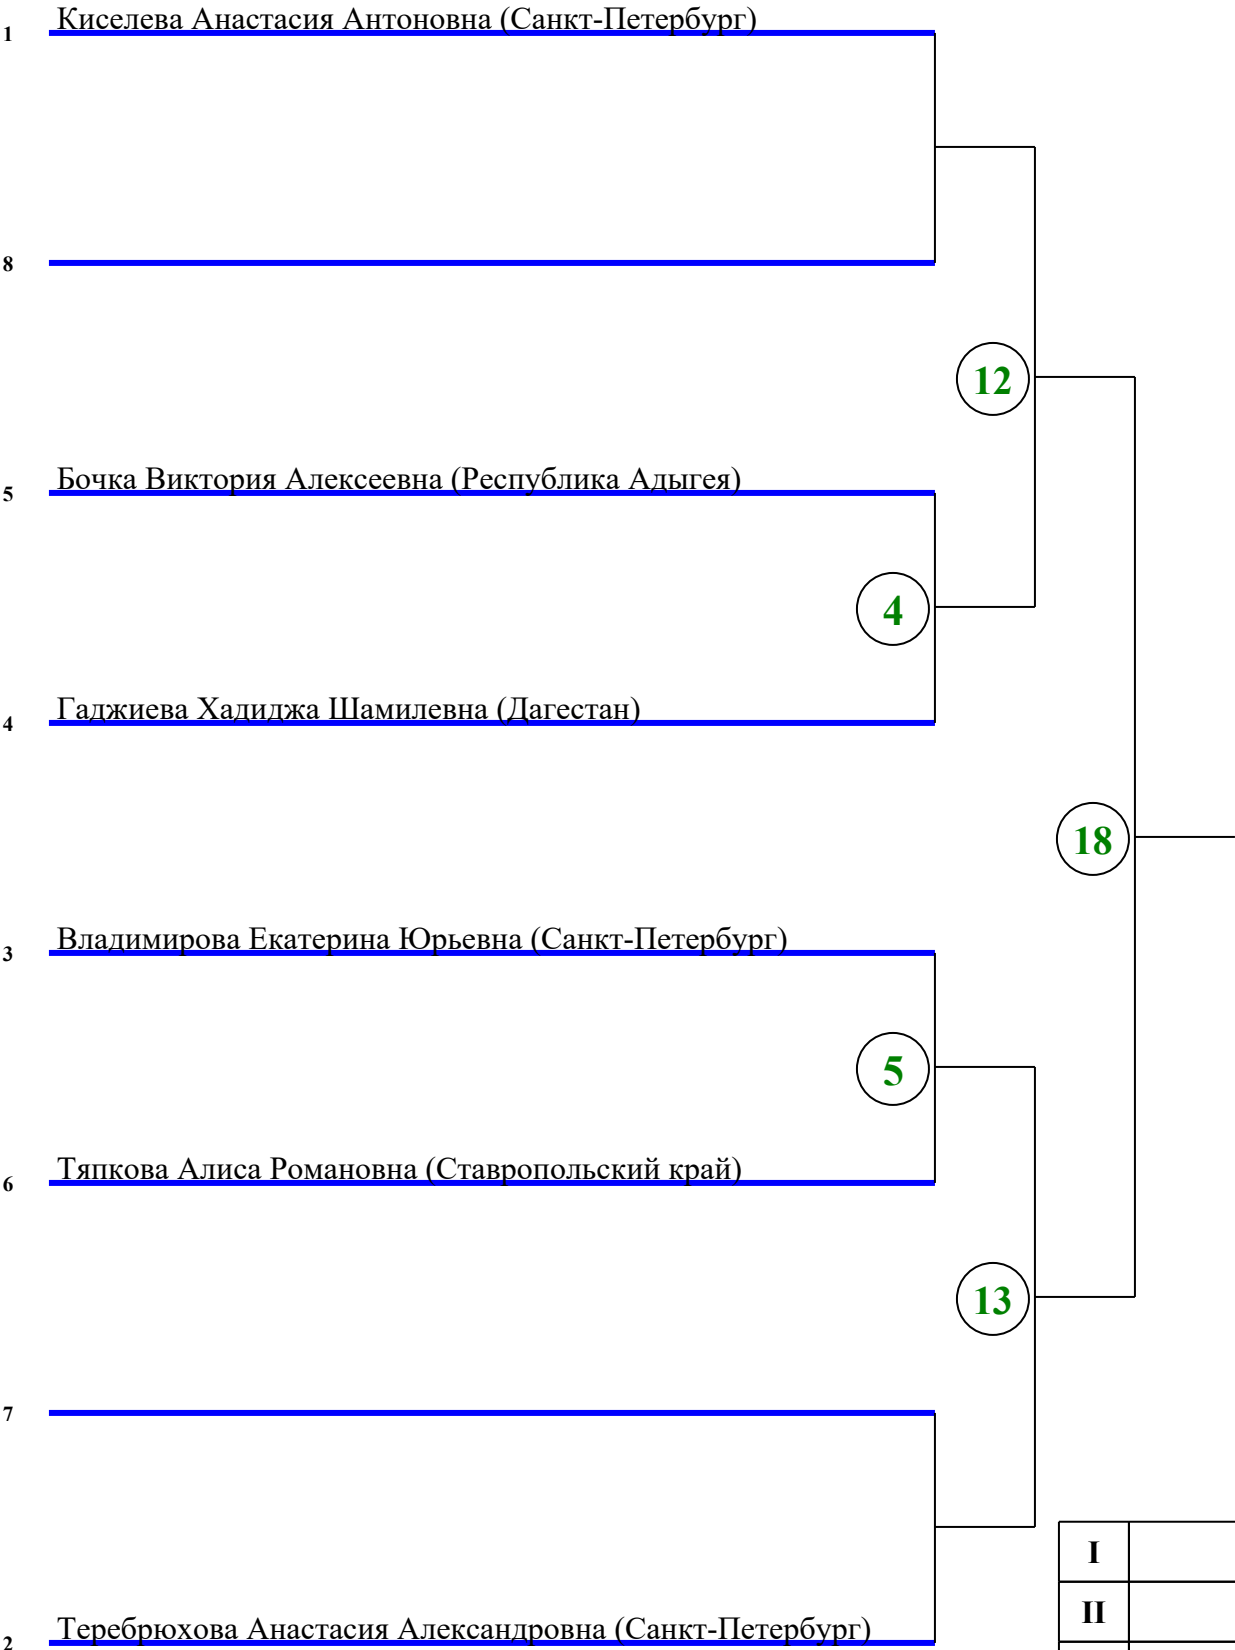 Киселева Анастасия Антоновна (Санкт-Петербург)
1
8
12
Бочка Виктория Алексеевна (Республика Адыгея)
5
4
Гаджиева Хадиджа Шамилевна (Дагестан)
4
18
Владимирова Екатерина Юрьевна (Санкт-Петербург)
3
5
Тяпкова Алиса Романовна (Ставропольский край)
6
13
7
I
II
Теребрюхова Анастасия Александровна (Санкт-Петербург)
2